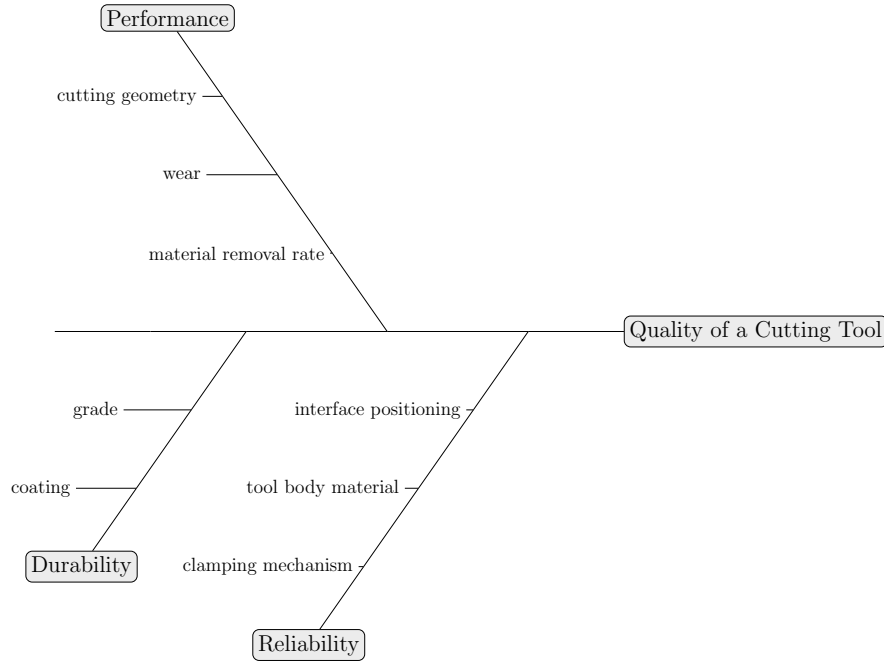 Performance
cutting geometry
wear
material removal rate
Quality of a Cutting Tool
grade
interface positioning
coating
tool body material
Durability
clamping mechanism
Reliability